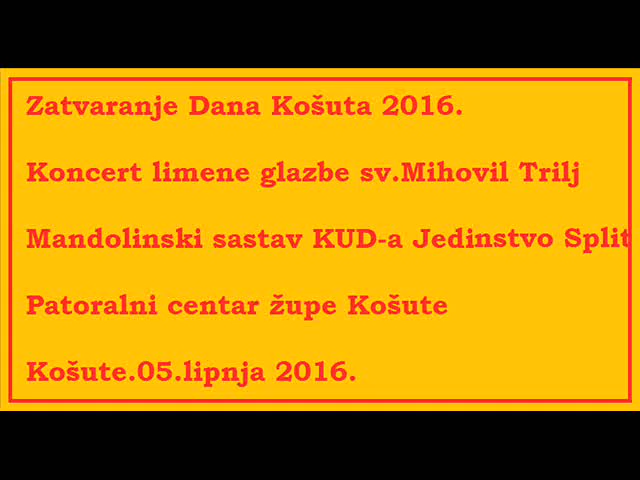 Zatvaranje Dana Košuta 2016.
Koncert limene glazbe sv.Mihovil Trilj
Mandolinski sastav KUD-a Jedinstvo Split
Patoralni centar župe Košute
Košute.05.lipnja 2016.